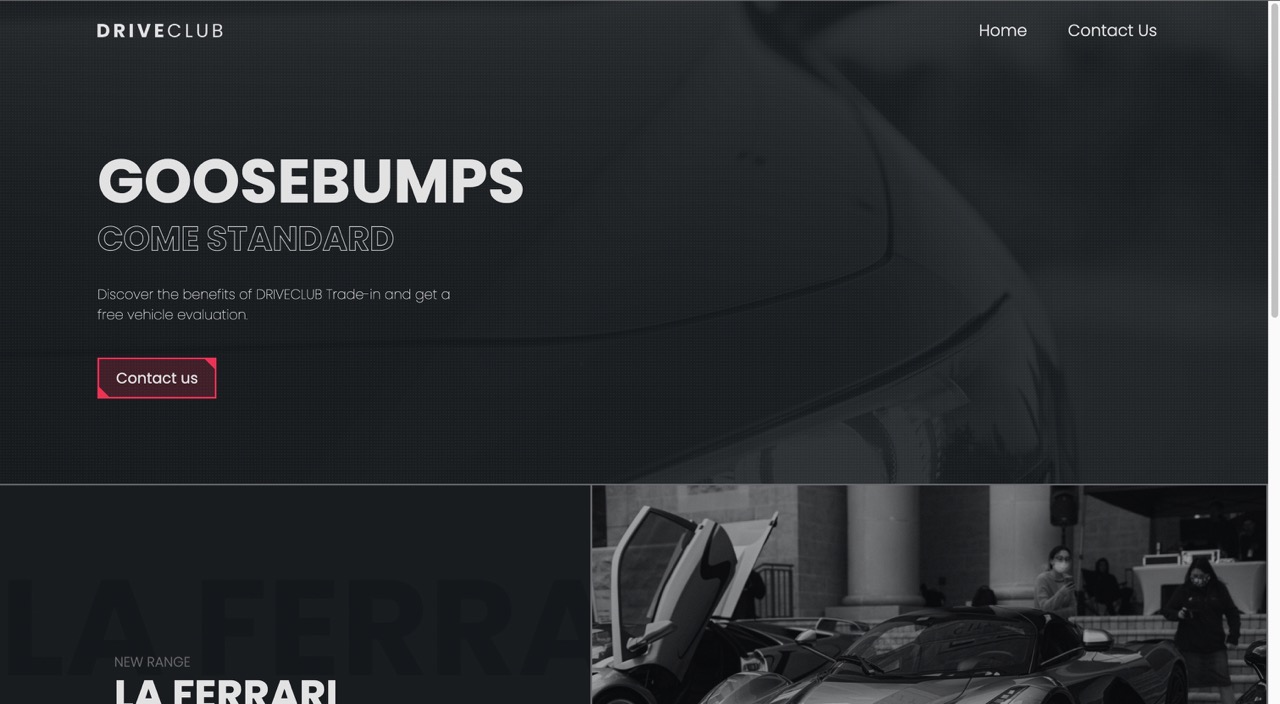 DRIVECLUB
Home
Contact Us
GOOSEBUMPS
COME STANDARD
Discover the benefits of DRIVECLUB Trade-in and get a
free vehicle evaluation.
Contact us
LA FERRA
NEW RANGE
LA FERRARI